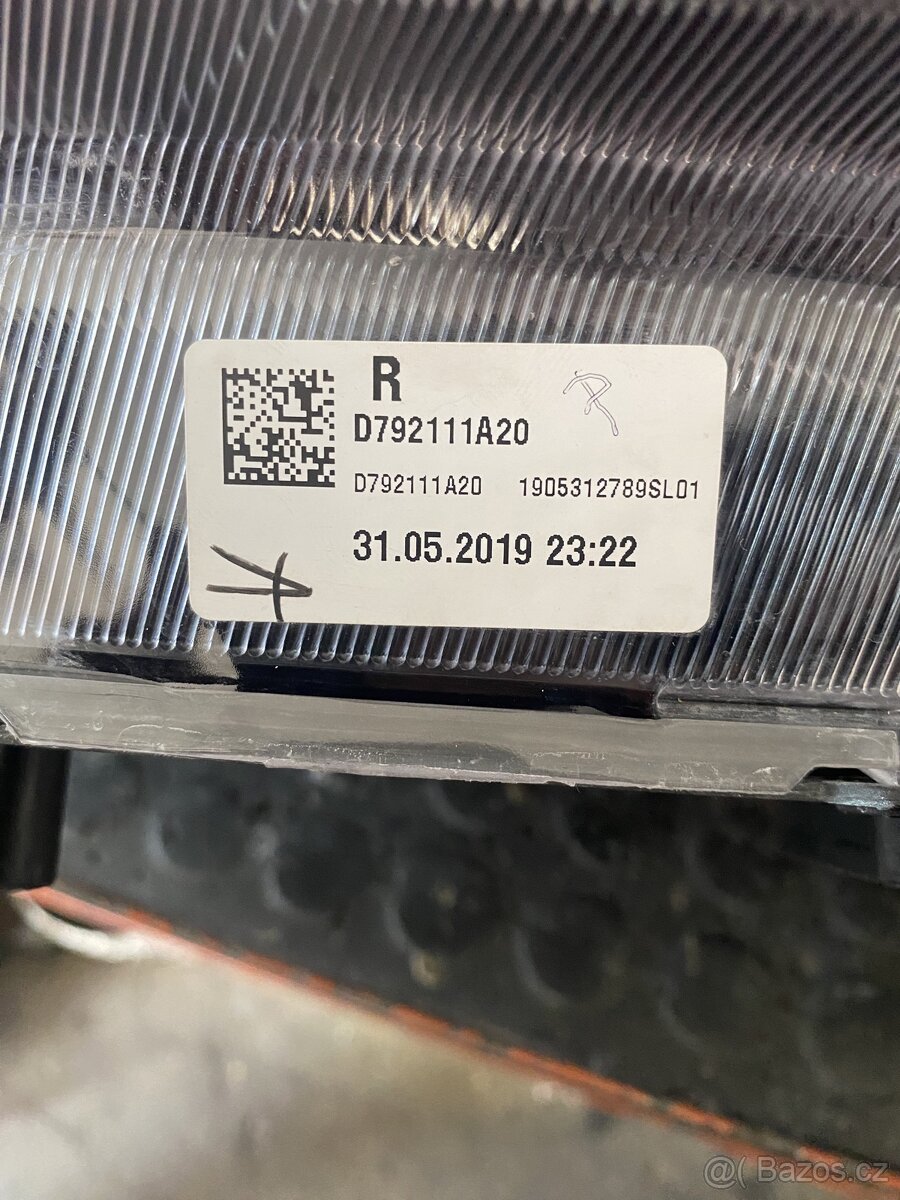 R R
D792111A20
D792111A20 1905312789SL01
31.05.2019 23:22
@( Bazos.cz